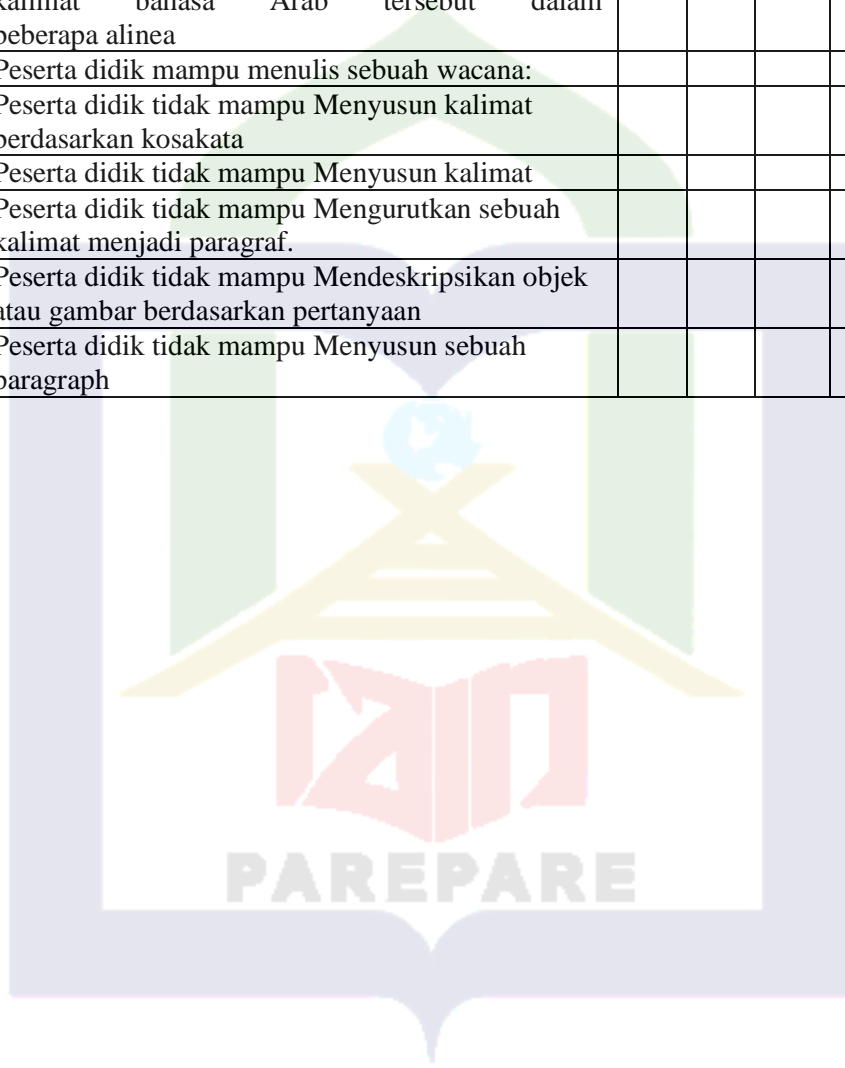 kalimat bahasa Arab tersebut dalam
beberapa alinea
Peserta didik mampu menulis sebuah wacana:
Peserta didik tidak mampu Menyusun kalimat
berdasarkan kosakata
Peserta didik tidak mampu Menyusun kalimat
Peserta didik tidak mampu Mengurutkan sebuah
kalimat menjadi paragraf.
Peserta didik tidak mampu Mendeskripsikan objek
atau gambar berdasarkan pertanyaan
Peserta didik tidak mampu Menyusun sebuah
paragraph
iain
PAREPARE